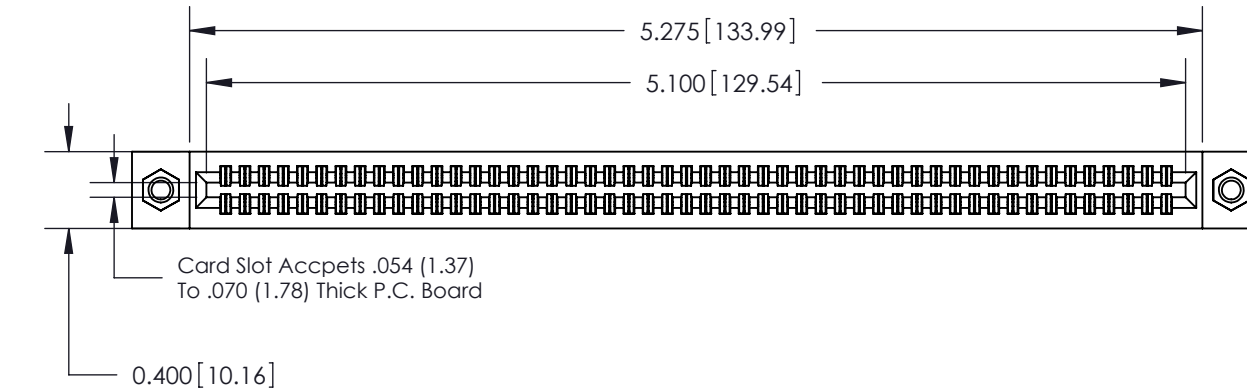 5.275[133.99]
5.100[129.54]
Card Slot Accpets .054 (1.37)
To .070 (1.78) Thick P.C. Board
0.400[10.16]